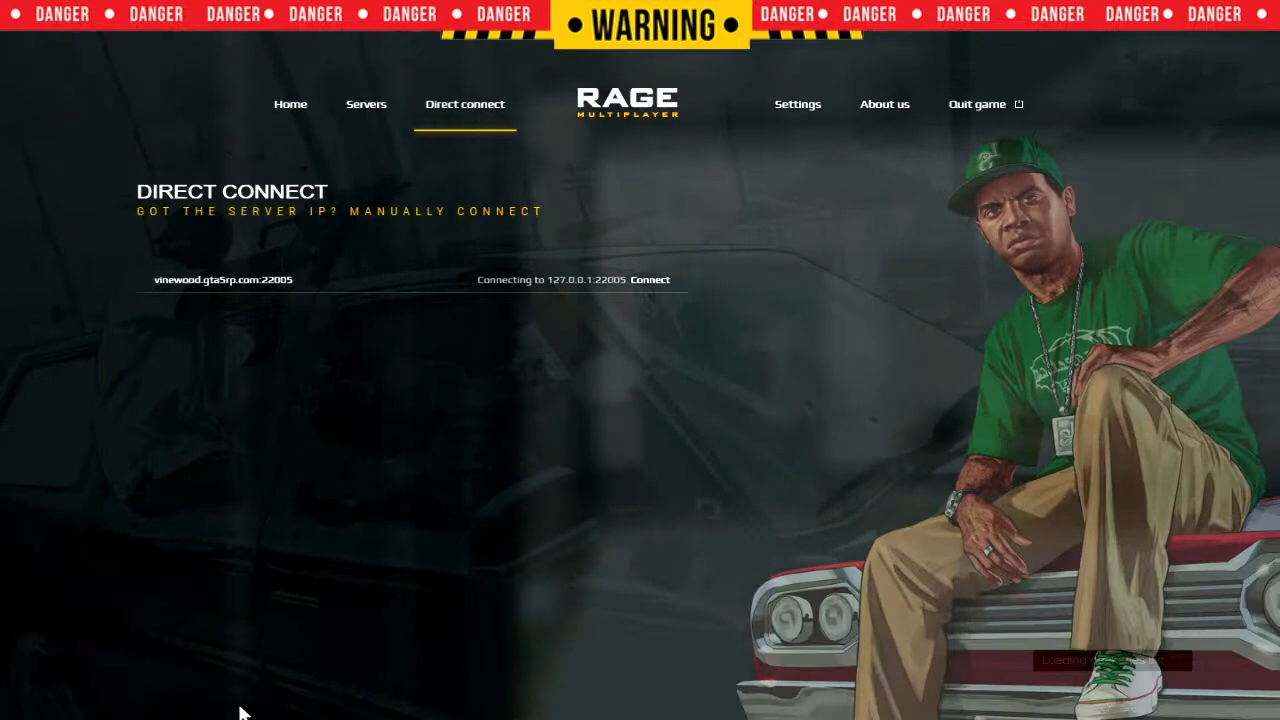 DANGER DANGER DANGER DANGER DANGER DANGER WARNING DANGER DANGER DANGER DANGER DANGER DANGER
Home Servers Direct connect RAGE MULTIPLAYER Settings About us Quit game
DIRECT CONNECT
GOT THE SERVER IP? MANUALLY CONNECT
vinewood.gta5rp.com:22005 Connecting to 127.0.0.1:22005 Connect
Loading